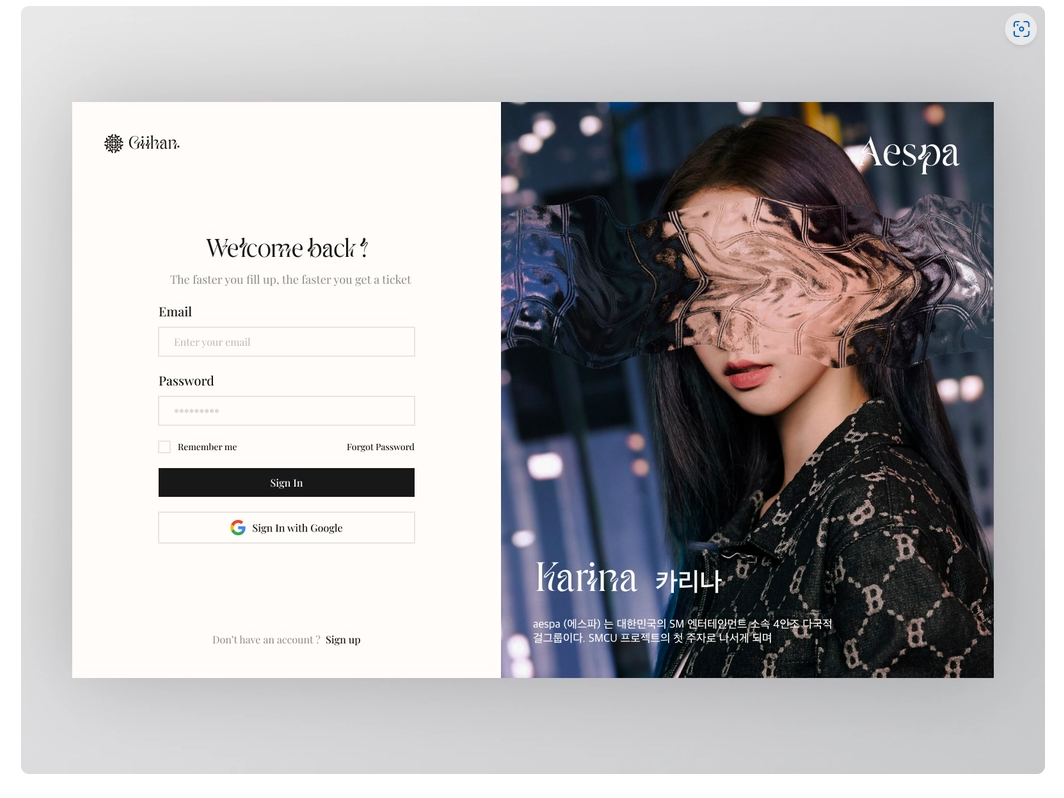 Giihan.
Welcome back ?
The faster you fill up, the faster you get a ticket
Email
Enter your email
Password
*********
Remember me
Forgot Password
Sign In
Sign In with Google
Don't have an account ? Sign up
Aespa
Karina 카리나
aespa (에스파) 는 대한민국의 SM 엔터테인먼트 소속 4인조 다국적
걸그룹이다. SMCU 프로젝트의 첫 주자로 나서게 되며